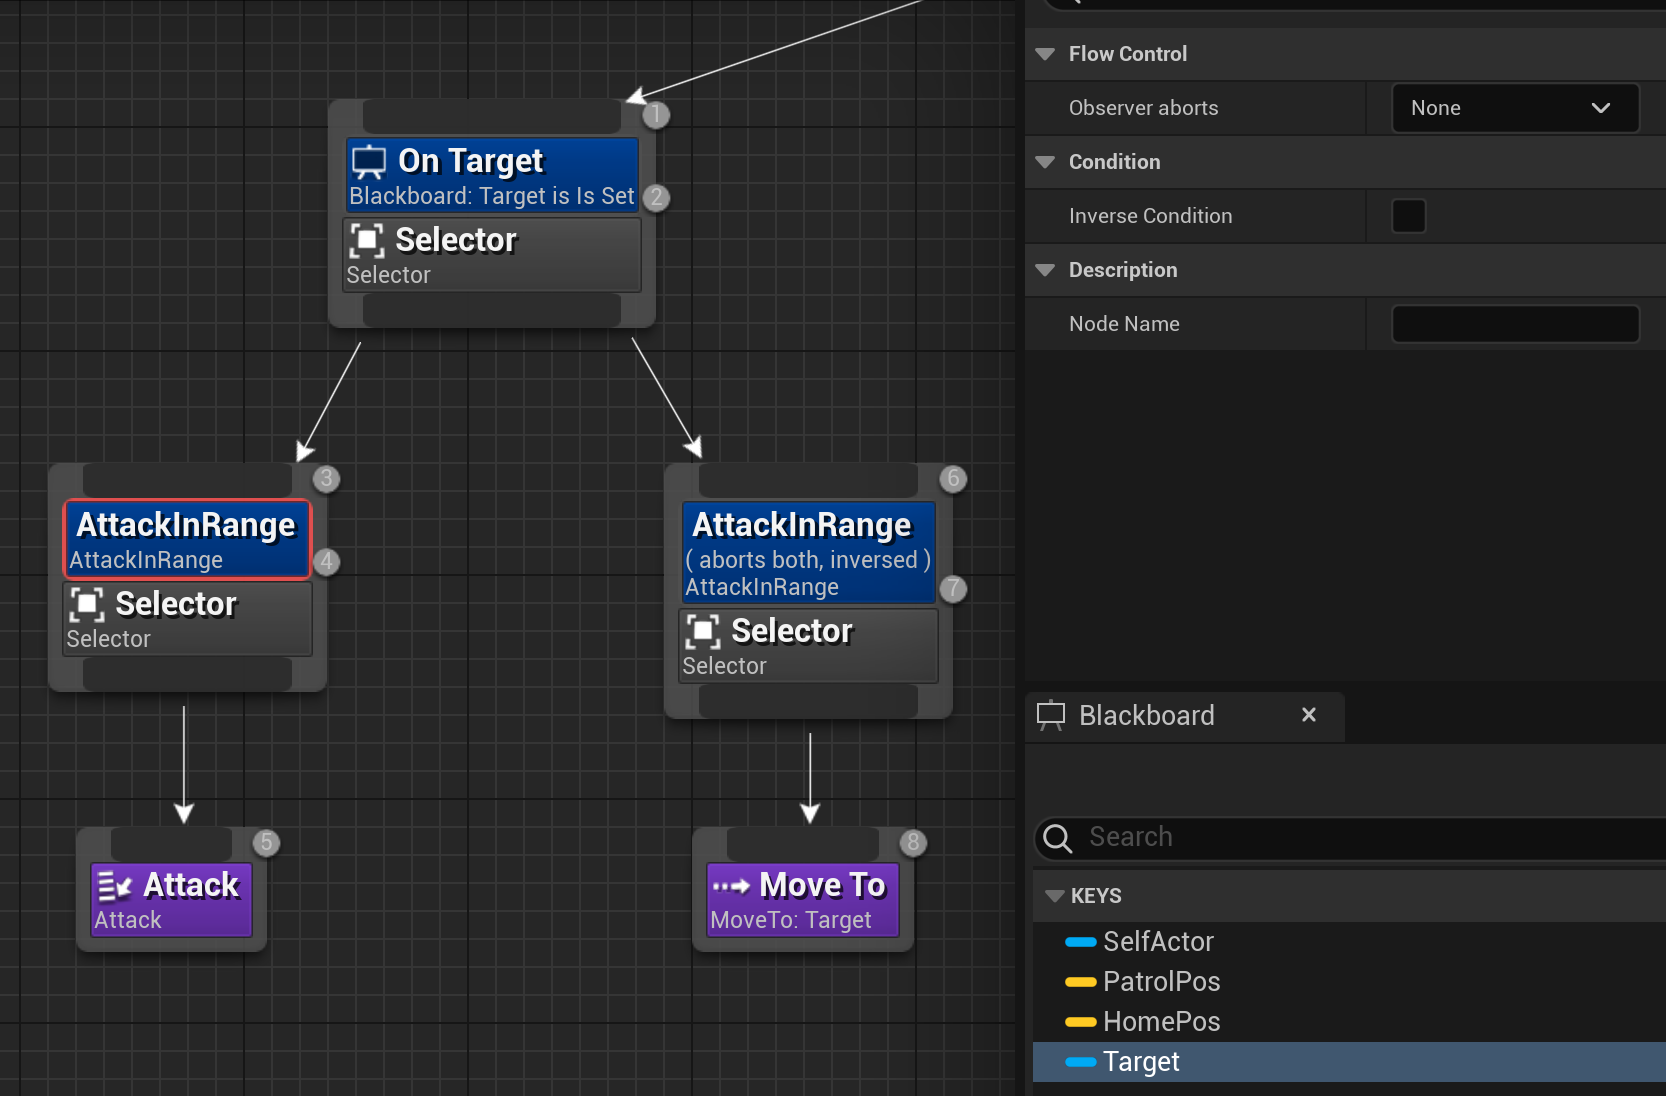 1
On Target
Blackboard: Target is Is Set
2
Selector
Selector
3
AttackInRange
AttackInRange
4
Selector
Selector
6
AttackInRange
( aborts both, inversed )
AttackInRange
7
Selector
Selector
5
Attack
Attack
8
Move To
MoveTo: Target
Flow Control
Observer aborts
None
Condition
Inverse Condition
Description
Node Name
Blackboard
Search
KEYS
SelfActor
PatrolPos
HomePos
Target